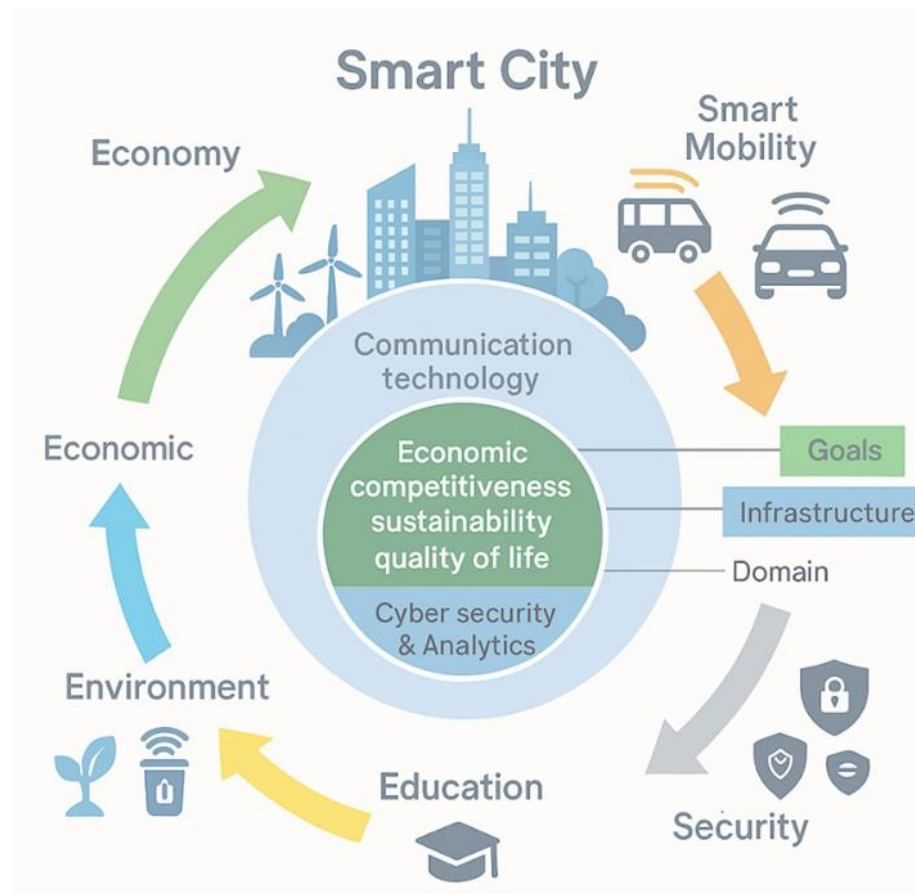 Smart City
Economy
Smart
Mobility
Communication
technology
Economic
Economic
competitiveness
sustainability
quality of life
Goals
Infrastructure
Domain
Cyber security
& Analytics
Environment
Education
Security